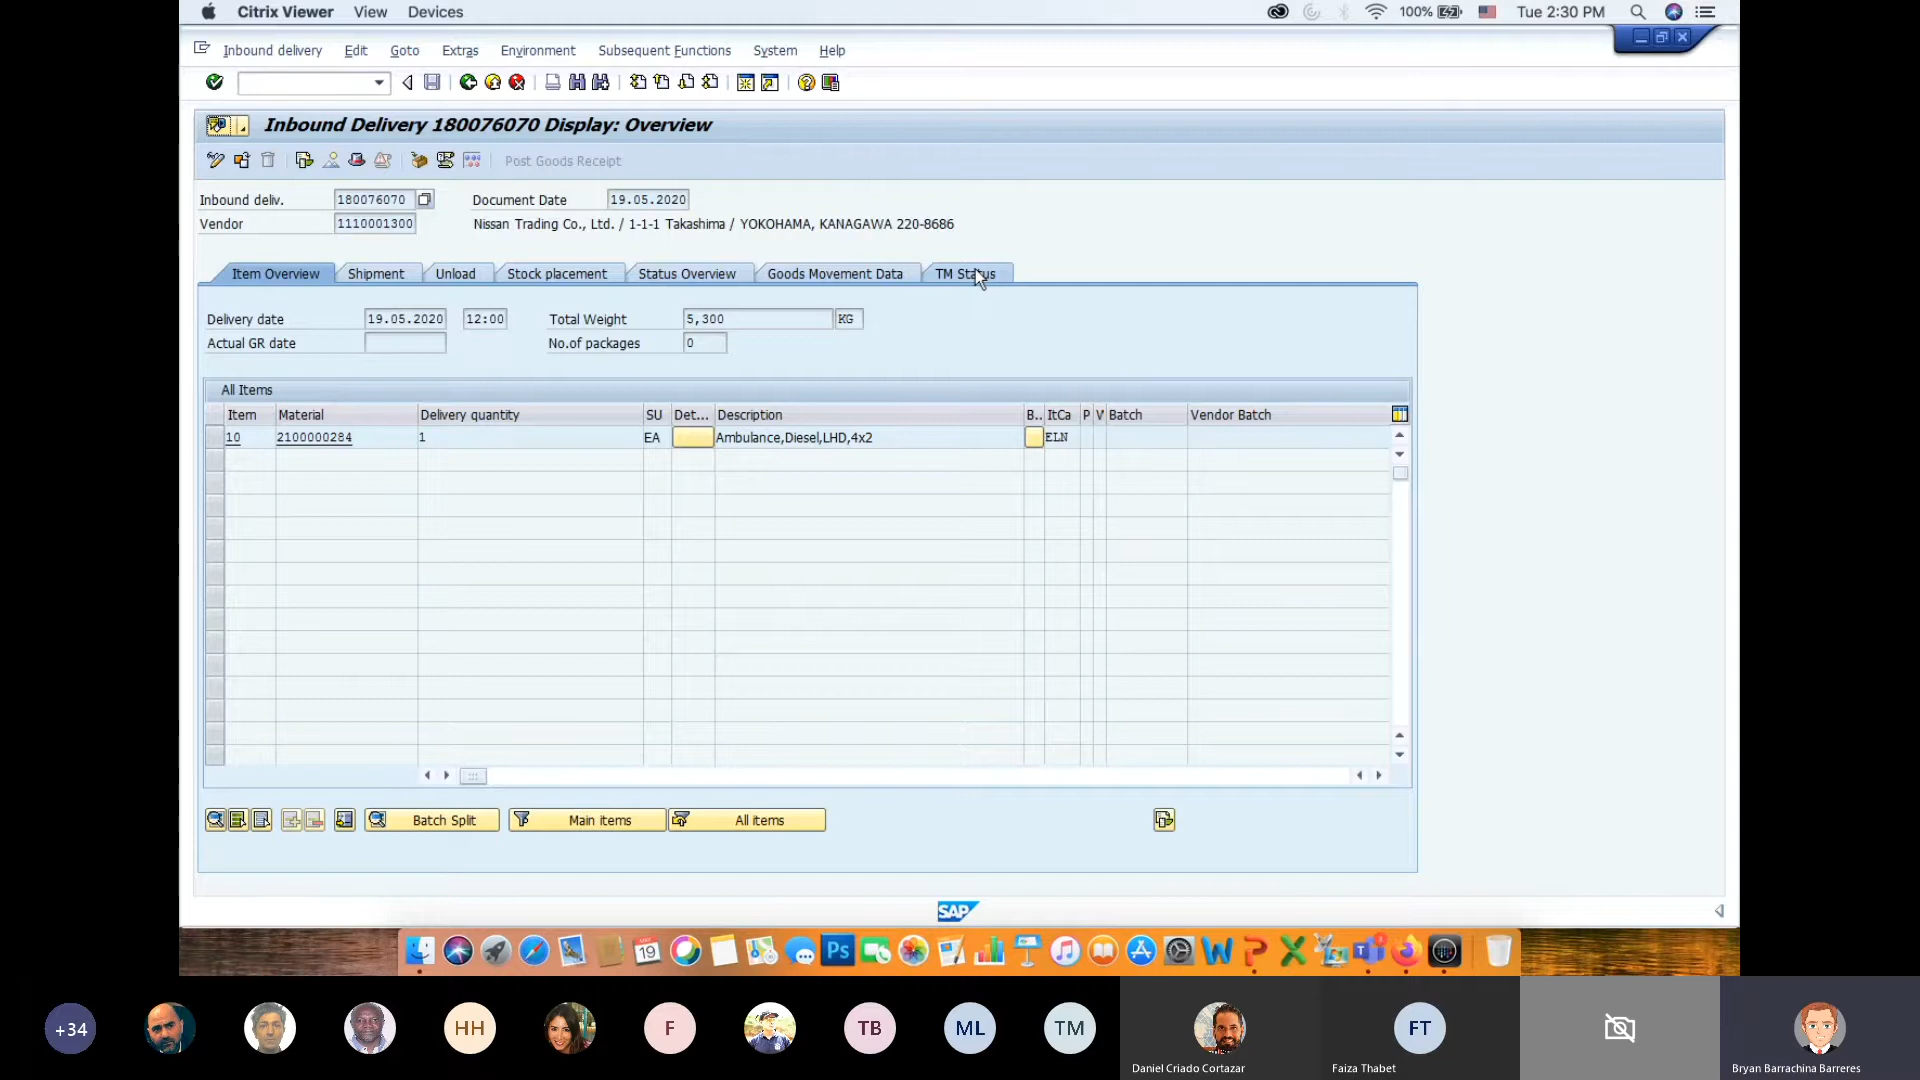 Citrix Viewer View Devices 100% Tue 2:30 PM
Inbound delivery Edit Goto Extras Environment Subsequent Functions System Help
Inbound Delivery 180076070 Display: Overview
Post Goods Receipt
Inbound deliv. 180076070 Document Date 19.05.2020
Vendor 1110001300 Nissan Trading Co., Ltd. / 1-1-1 Takashima / YOKOHAMA, KANAGAWA 220-8686
Item Overview Shipment Unload Stock placement Status Overview Goods Movement Data TM Status
Delivery date 19.05.2020 12:00 Total Weight 5,300 KG
Actual GR date No.of packages 0
All Items
Item Material Delivery quantity SU Det... Description B.. ItCa P V Batch Vendor Batch
10 2100000284 1 EA Ambulance,Diesel,LHD,4x2 ELN
Batch Split Main items All items
SAP
19 Ps
+34 HH F TB ML TM FT
Daniel Criado Cortazar Faiza Thabet Bryan Barrachina Barreres